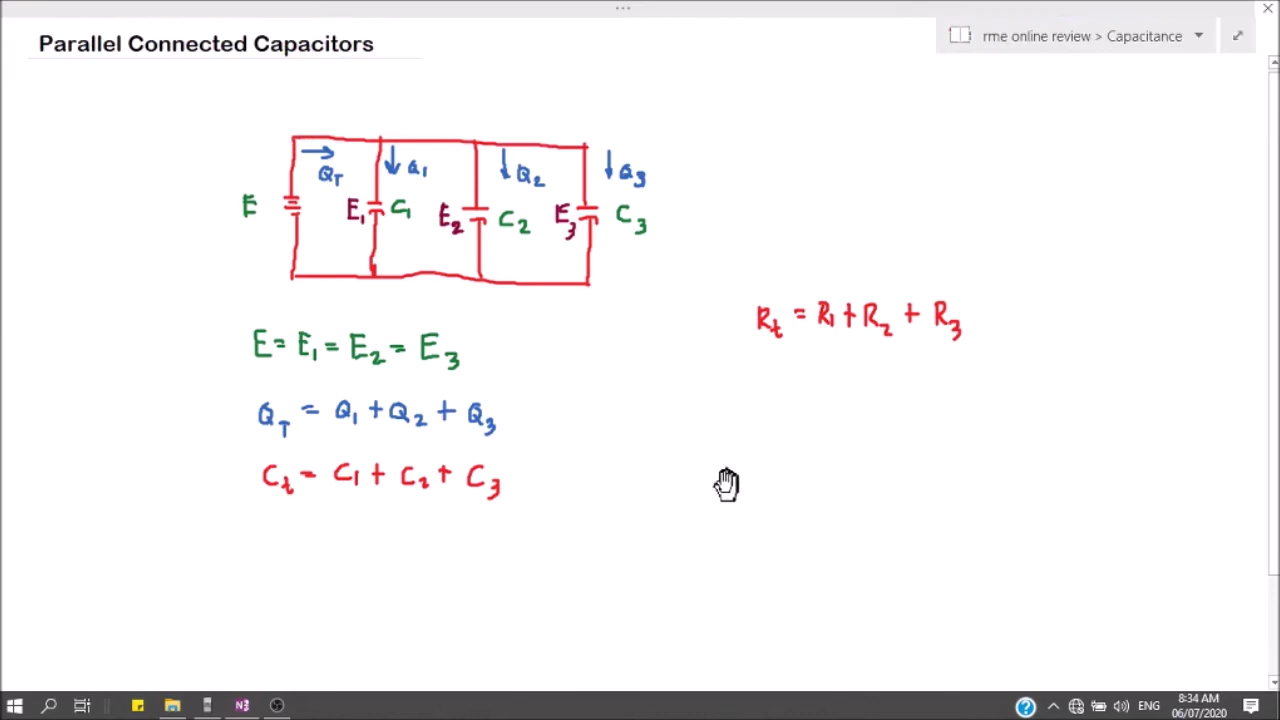 Parallel Connected Capacitors
rme online review > Capacitance
QT Q1 Q2 Q3
E E1 C1 E2 C2 E3 C3
Rt = R1 + R2 + R3
E = E1 = E2 = E3
QT = Q1 + Q2 + Q3
Ct = C1 + C2 + C3
N
? ENG 8:34 AM
06/07/2020